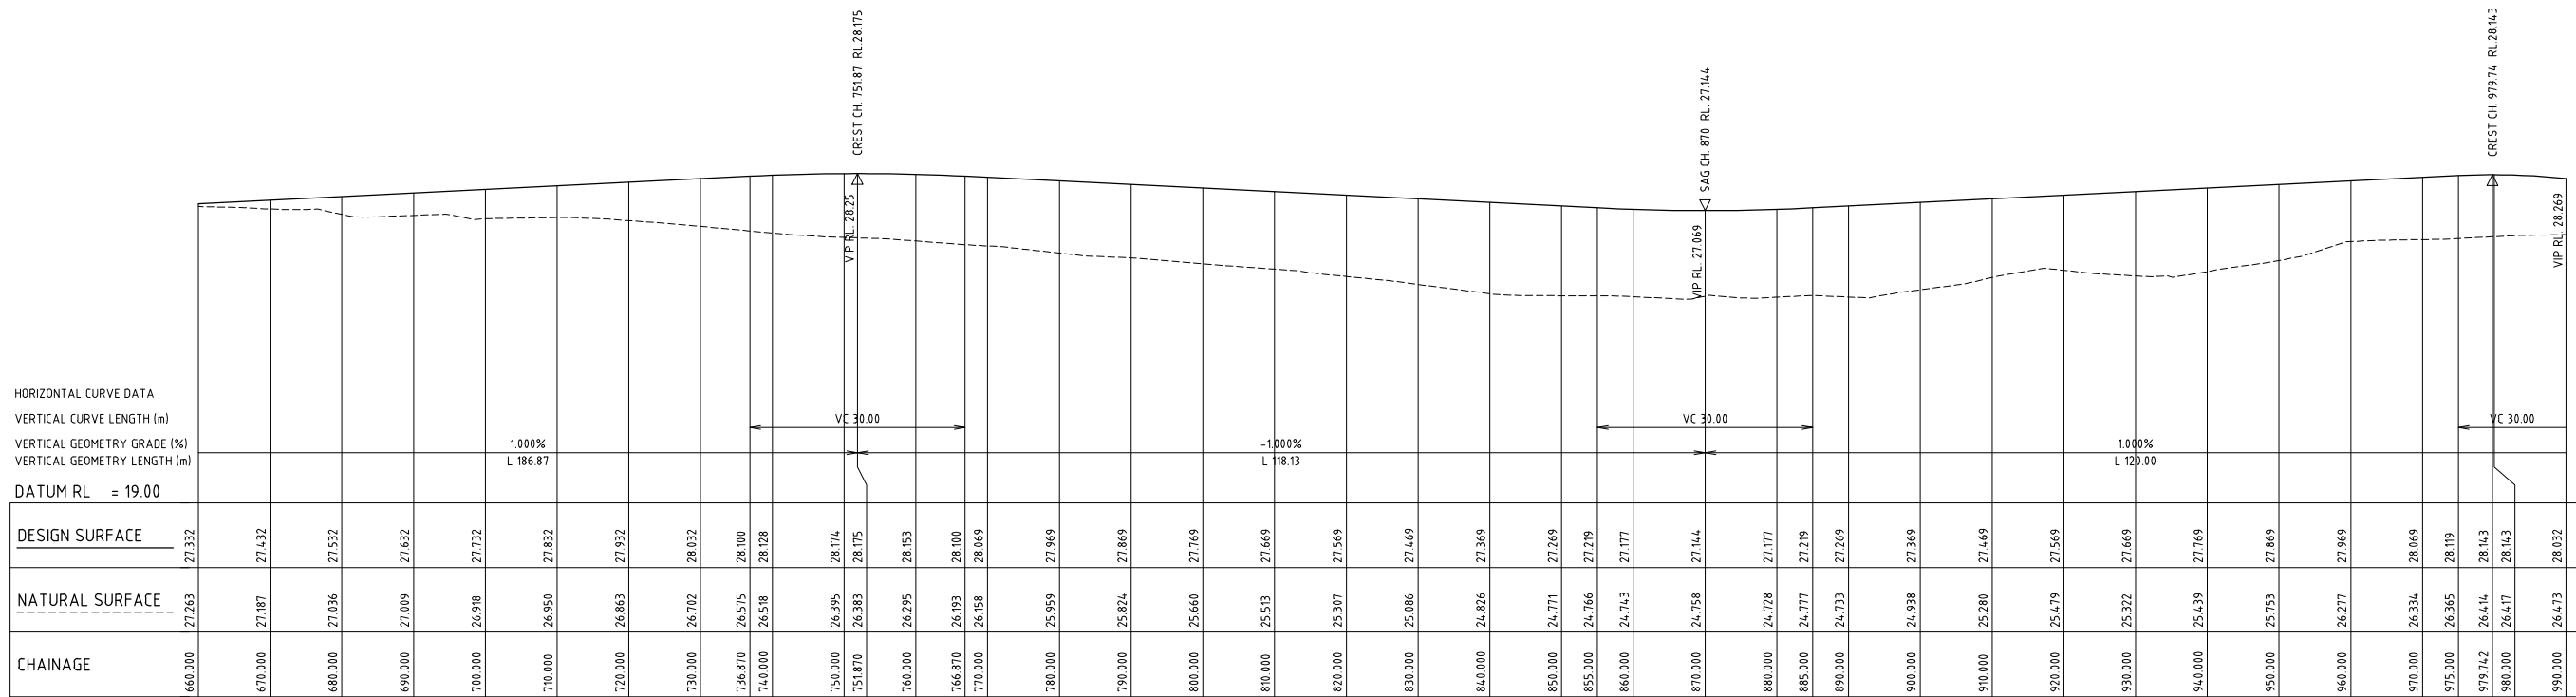 CREST CH. 751.87 RL.28.175
SAG CH. 870 RL. 27.144
CREST CH. 979.74 RL.28.143
VIP RL. 28.25
VIP RL. 27.069
VIP RL. 28.269
HORIZONTAL CURVE DATA
VERTICAL CURVE LENGTH (m) VC 30.00 VC 30.00 VC 30.00
VERTICAL GEOMETRY GRADE (%) 1.000% -1.000% 1.000%
VERTICAL GEOMETRY LENGTH (m) L 186.87 L 118.13 L 120.00
DATUM RL = 19.00
DESIGN SURFACE 27.332 27.432 27.532 27.632 27.732 27.832 27.932 28.032 28.100 28.128 28.174 28.175 28.153 28.100 28.069 27.969 27.869 27.769 27.669 27.569 27.469 27.369 27.269 27.219 27.177 27.144 27.177 27.219 27.269 27.369 27.469 27.569 27.669 27.769 27.869 27.969 28.069 28.119 28.143 28.143 28.032
NATURAL SURFACE 27.263 27.187 27.036 27.009 26.918 26.950 26.863 26.702 26.575 26.518 26.395 26.383 26.295 26.193 26.158 25.959 25.824 25.660 25.513 25.307 25.086 24.826 24.771 24.766 24.743 24.758 24.728 24.777 24.733 24.938 25.280 25.479 25.322 25.439 25.753 26.277 26.334 26.365 26.414 26.417 26.473
CHAINAGE 660.000 670.000 680.000 690.000 700.000 710.000 720.000 730.000 736.870 740.000 750.000 751.870 760.000 766.870 770.000 780.000 790.000 800.000 810.000 820.000 830.000 840.000 850.000 855.000 860.000 870.000 880.000 885.000 890.000 900.000 910.000 920.000 930.000 940.000 950.000 960.000 970.000 975.000 979.742 980.000 990.000